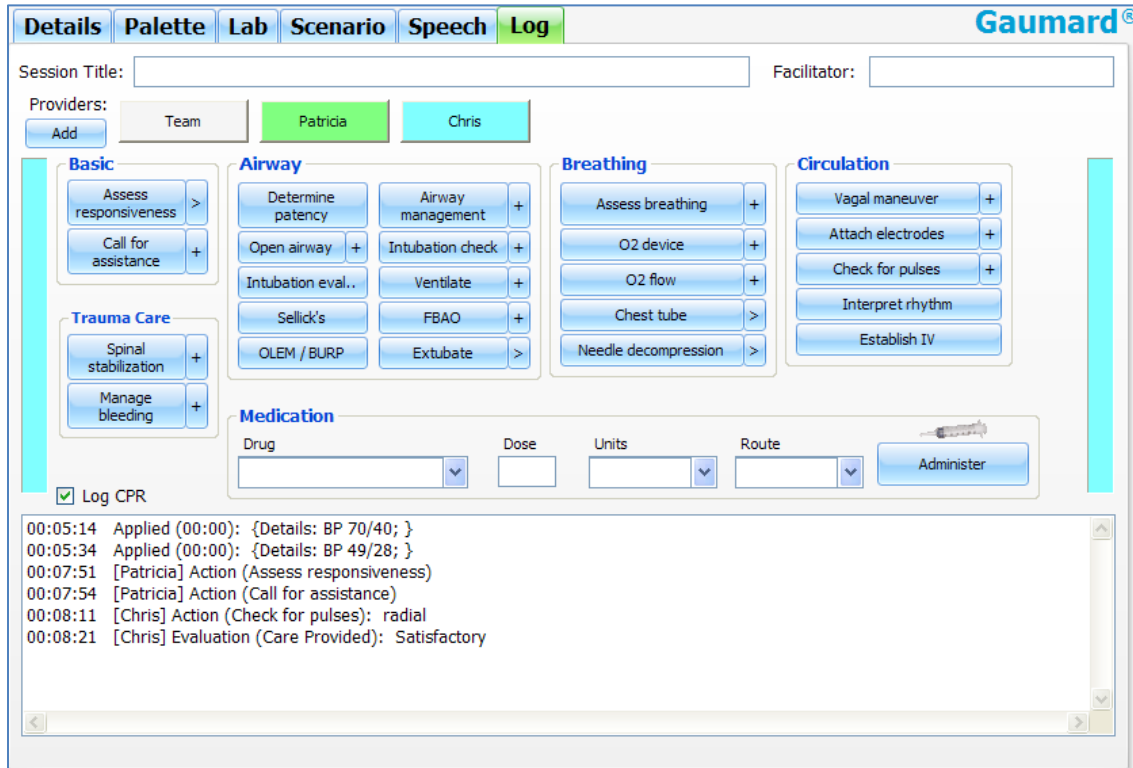 Details Palette Lab Scenario Speech Log
Gaumard®
Session Title:
Facilitator:
Providers:
Add
Team
Patricia
Chris
Basic
Assess
responsiveness
>
Call for
assistance
+
Trauma Care
Spinal
stabilization
+
Manage
bleeding
+
Airway
Determine
patency
Airway
management
+
Open airway +
Intubation check +
Intubation eval..
Ventilate +
Sellick's
FBAO +
OLEM / BURP
Extubate >
Breathing
Assess breathing +
O2 device +
O2 flow +
Chest tube >
Needle decompression >
Circulation
Vagal maneuver +
Attach electrodes +
Check for pulses +
Interpret rhythm
Establish IV
Medication
Drug
Dose
Units
Route
Administer
Log CPR
00:05:14 Applied (00:00): {Details: BP 70/40; }
00:05:34 Applied (00:00): {Details: BP 49/28; }
00:07:51 [Patricia] Action (Assess responsiveness)
00:07:54 [Patricia] Action (Call for assistance)
00:08:11 [Chris] Action (Check for pulses): radial
00:08:21 [Chris] Evaluation (Care Provided): Satisfactory